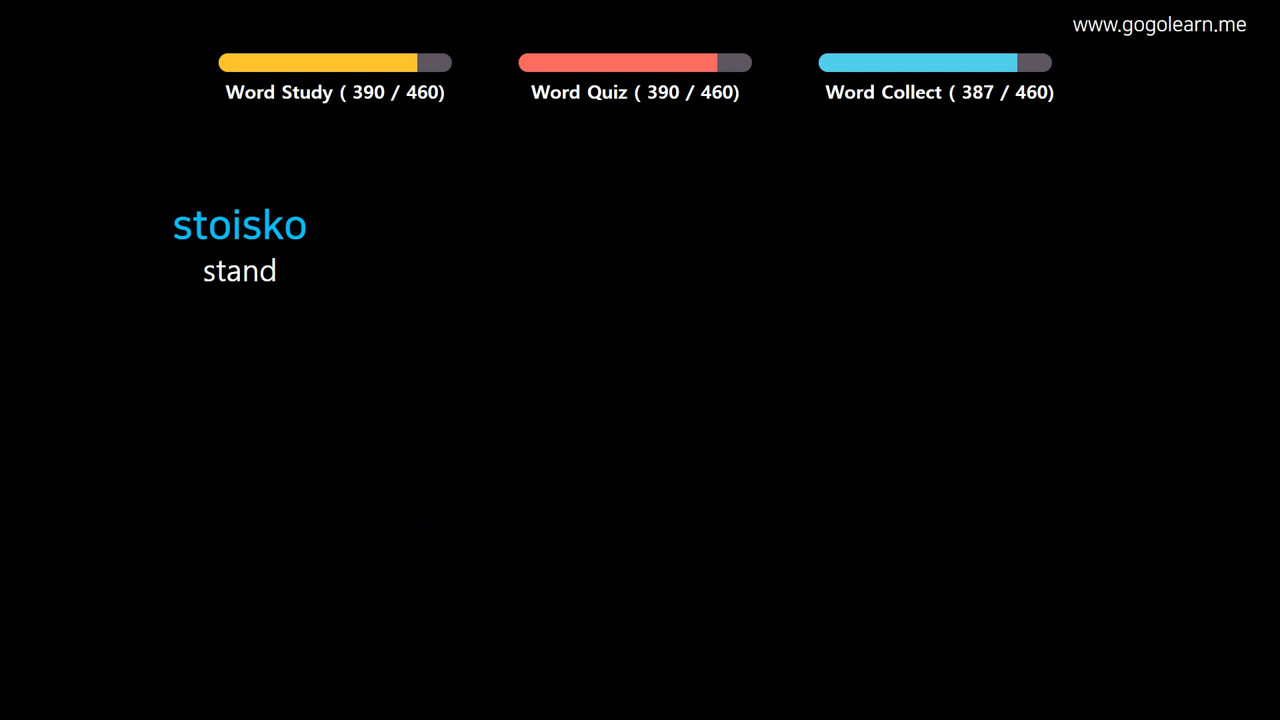 www.gogolearn.me
Word Study ( 390 / 460)
Word Quiz ( 390 / 460)
Word Collect ( 387 / 460)
stoisko
stand